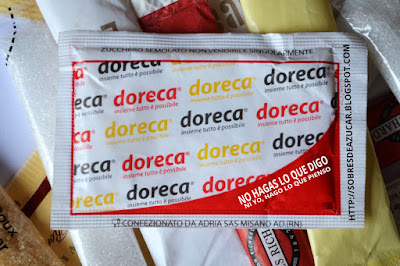 ZUCCHERO SEMOLATO NON VENDIBILE SINGOLARMENTE
doreca® doreca® doreca® doreca®
insieme tutto è possibile insieme tutto è possibile insieme tutto è possibile
doreca® doreca® doreca®
insieme tutto è possibile insieme tutto è possibile insieme tutto è possibile
doreca® doreca® doreca® doreca®
insieme tutto è possibile insieme tutto è possibile insieme tutto è possibile
doreca® doreca® doreca®
insieme tutto è possibile insieme tutto è possibile
NO HAGAS LO QUE DIGO
NI YO, HAGO LO QUE PIENSO
CONFEZIONATO DA ADRIA SAS MISANO AD.(RN)
HTTP://SOBRESDEAZUCAR.BLOGSPOT.COM